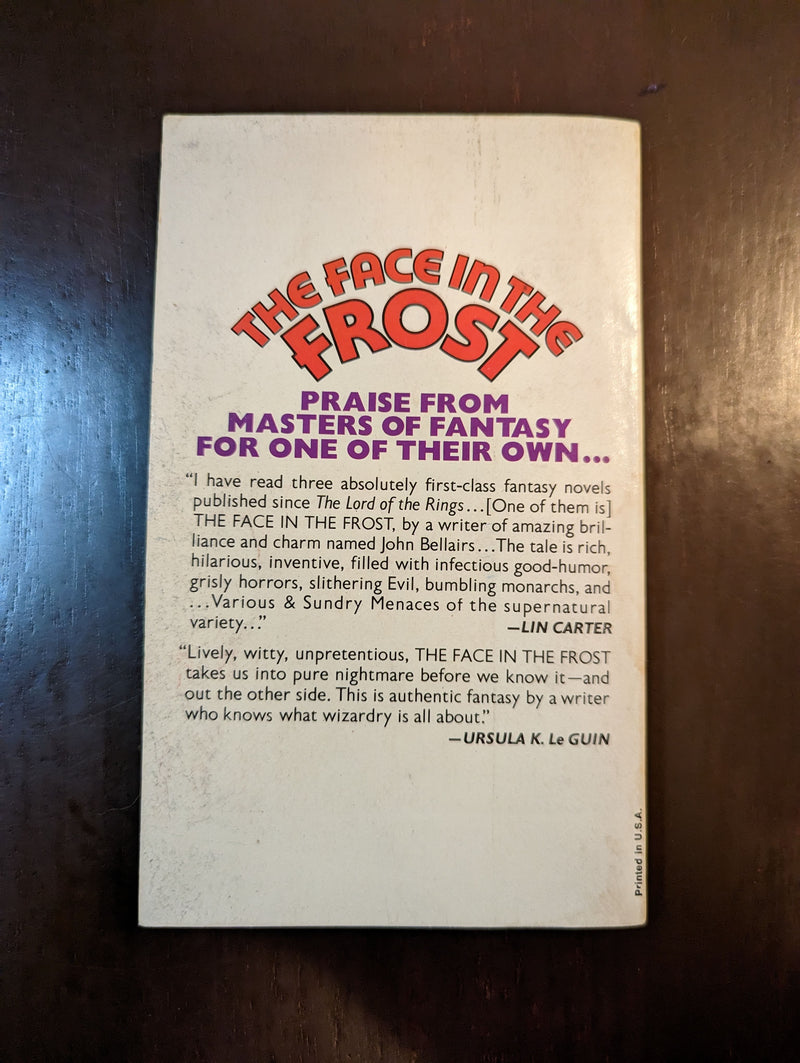 THE FACE IN THE
FROST
PRAISE FROM
MASTERS OF FANTASY
FOR ONE OF THEIR OWN...
“I have read three absolutely first-class fantasy novels
published since The Lord of the Rings...[One of them is]
THE FACE IN THE FROST, by a writer of amazing bril-
liance and charm named John Bellairs...The tale is rich,
hilarious, inventive, filled with infectious good-humor,
grisly horrors, slithering Evil, bumbling monarchs, and
...Various & Sundry Menaces of the supernatural
variety...”
—LIN CARTER
“Lively, witty, unpretentious, THE FACE IN THE FROST
takes us into pure nightmare before we know it—and
out the other side. This is authentic fantasy by a writer
who knows what wizardry is all about.”
—URSULA K. Le GUIN
Printed in U.S.A.